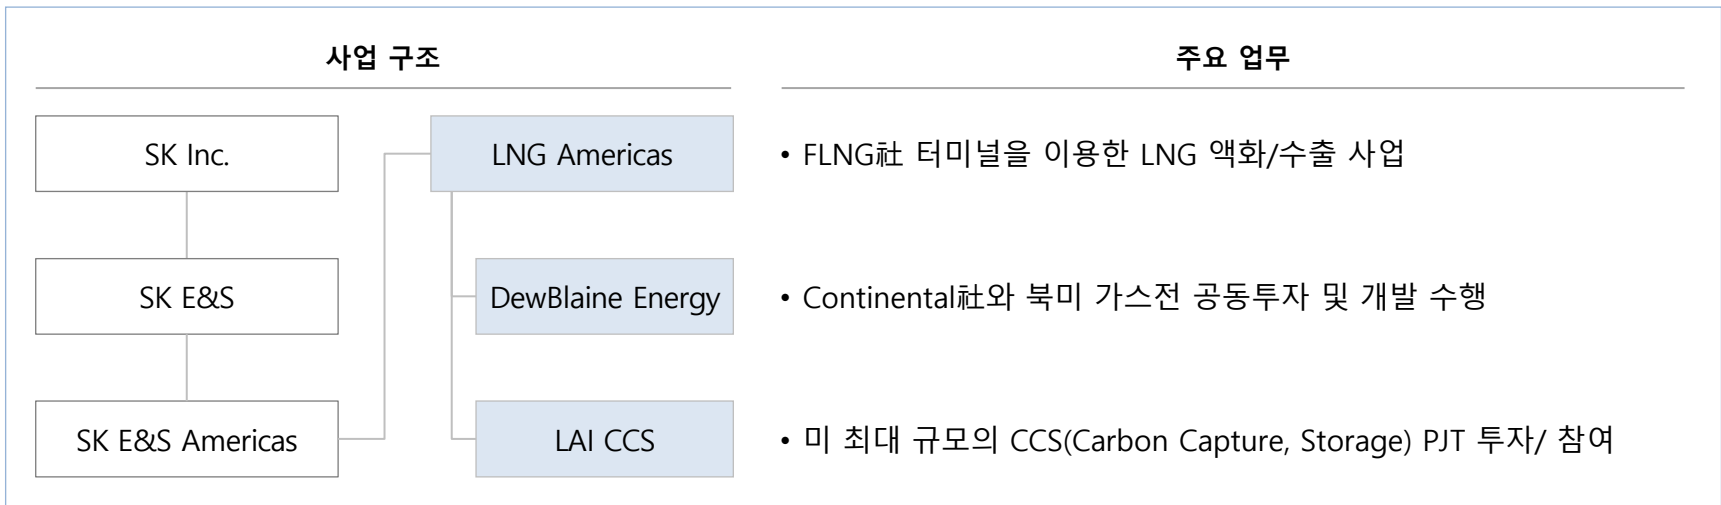 사업 구조
주요 업무
SK Inc.
LNG Americas
• FLNG社 터미널을 이용한 LNG 액화/수출 사업
SK E&S
DewBlaine Energy
• Continental社와 북미 가스전 공동투자 및 개발 수행
SK E&S Americas
LAI CCS
• 미 최대 규모의 CCS(Carbon Capture, Storage) PJT 투자/ 참여